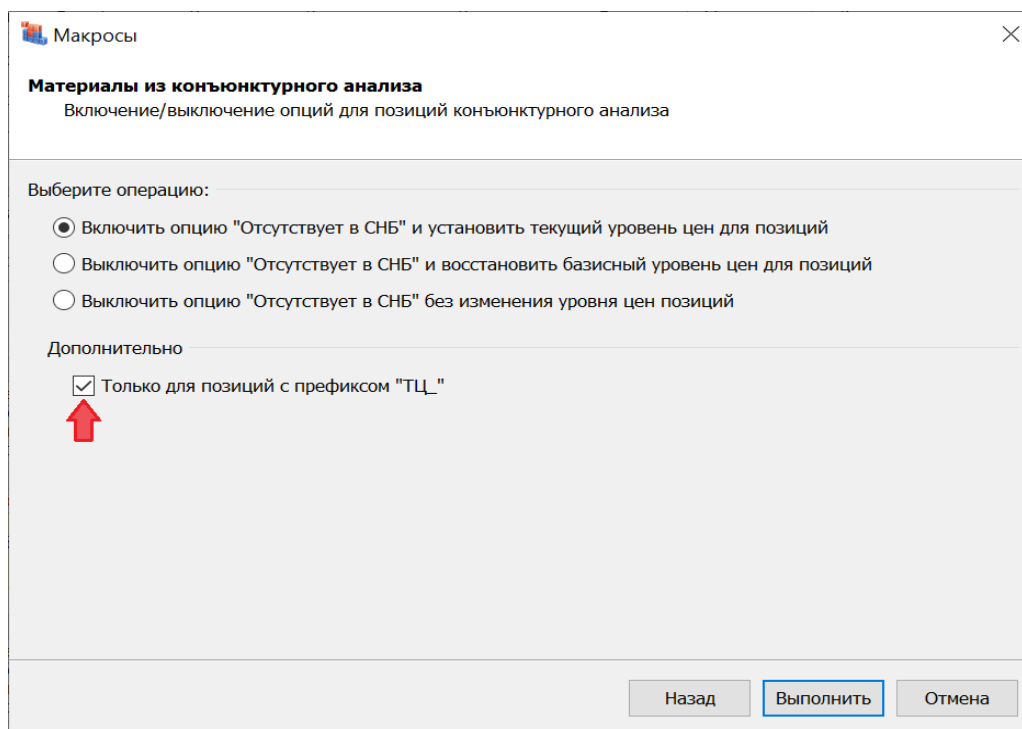 Макросы
Материалы из конъюнктурного анализа
Включение/выключение опций для позиций конъюнктурного анализа
Выберите операцию:
Включить опцию "Отсутствует в СНБ" и установить текущий уровень цен для позиций
Выключить опцию "Отсутствует в СНБ" и восстановить базисный уровень цен для позиций
Выключить опцию "Отсутствует в СНБ" без изменения уровня цен позиций
Дополнительно
Только для позиций с префиксом "ТЦ_"
Назад Выполнить Отмена